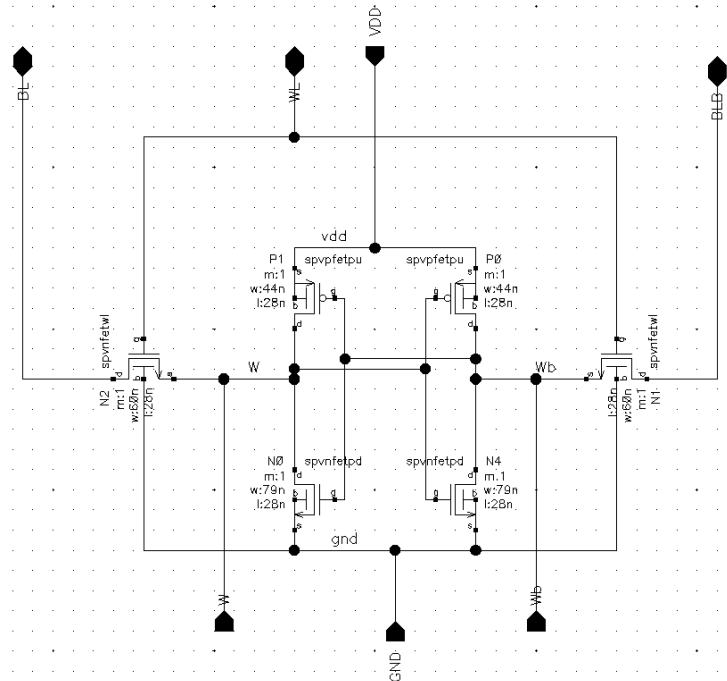 VDD
BL
WL
BLB
vdd
P1
spvpfetpu
spvpfetpu
P0
m:1
w:44n
l:28n
s
b
g
d
m:1
w:44n
l:28n
s
b
g
d
spvnfetwl
g
d
b
s
N2
m:1
w:60n
l:28n
W
Wb
spvnfetwl
g
s
b
d
N1
m:1
w:60n
l:28n
N0
spvnfetpd
spvnfetpd
N4
m:1
w:79n
l:28n
d
b
g
s
m:1
w:79n
l:28n
d
b
g
s
gnd
W
Wb
GND